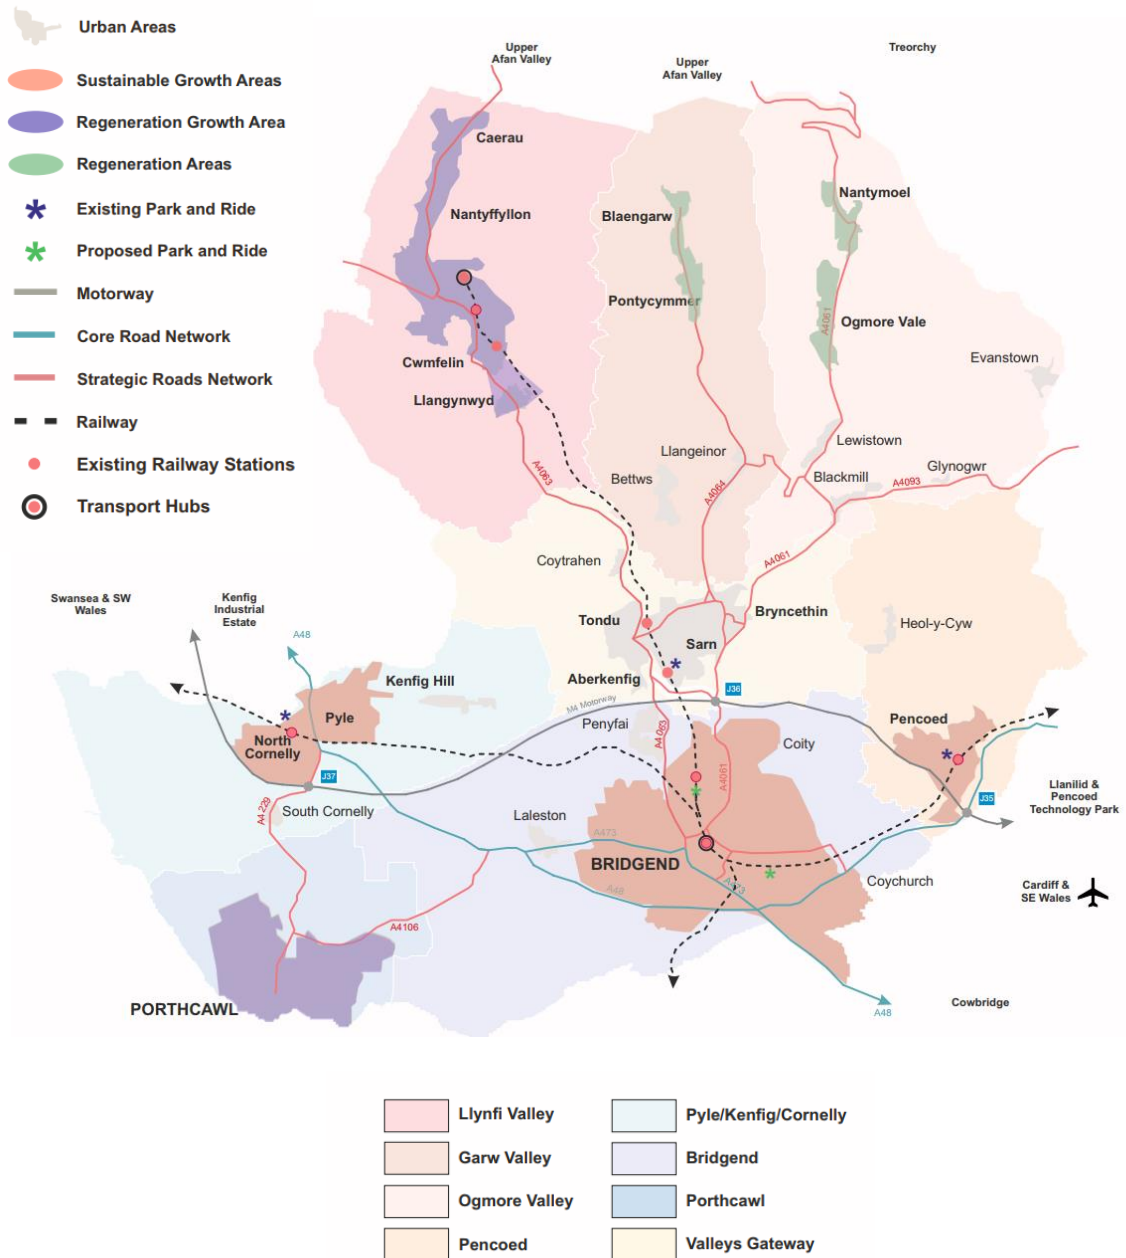 Urban Areas
Sustainable Growth Areas
Regeneration Growth Area
Regeneration Areas
Existing Park and Ride
Proposed Park and Ride
Motorway
Core Road Network
Strategic Roads Network
Railway
Existing Railway Stations
Transport Hubs
Upper
Afan Valley
Upper
Afan Valley
Treorchy
Caerau
Nantyffyllon
Blaengarw
Nantymoel
Pontycymmer
Ogmore Vale
A4061
Evanstown
Cwmfelin
Llangynwyd
Lewistown
Llangeinor
Blackmill
Glynogwr
Bettws
A4063
A4064
A4093
Coytrahen
A4061
Swansea & SW
Wales
Kenfig
Industrial
Estate
A48
Tondu
Bryncethin
Sarn
Heol-y-Cyw
Aberkenfig
Kenfig Hill
J36
M4 Motorway
Pyle
Penyfai
Pencoed
North
Cornelly
A4063
Coity
A4061
J37
J35
Llanilid &
Pencoed
Technology Park
A4 229
South Cornelly
Laleston
A473
BRIDGEND
A48
A473
Coychurch
Cardiff &
SE Wales
A4106
PORTHCAWL
Cowbridge
A48
Llynfi Valley
Pyle/Kenfig/Cornelly
Garw Valley
Bridgend
Ogmore Valley
Porthcawl
Pencoed
Valleys Gateway